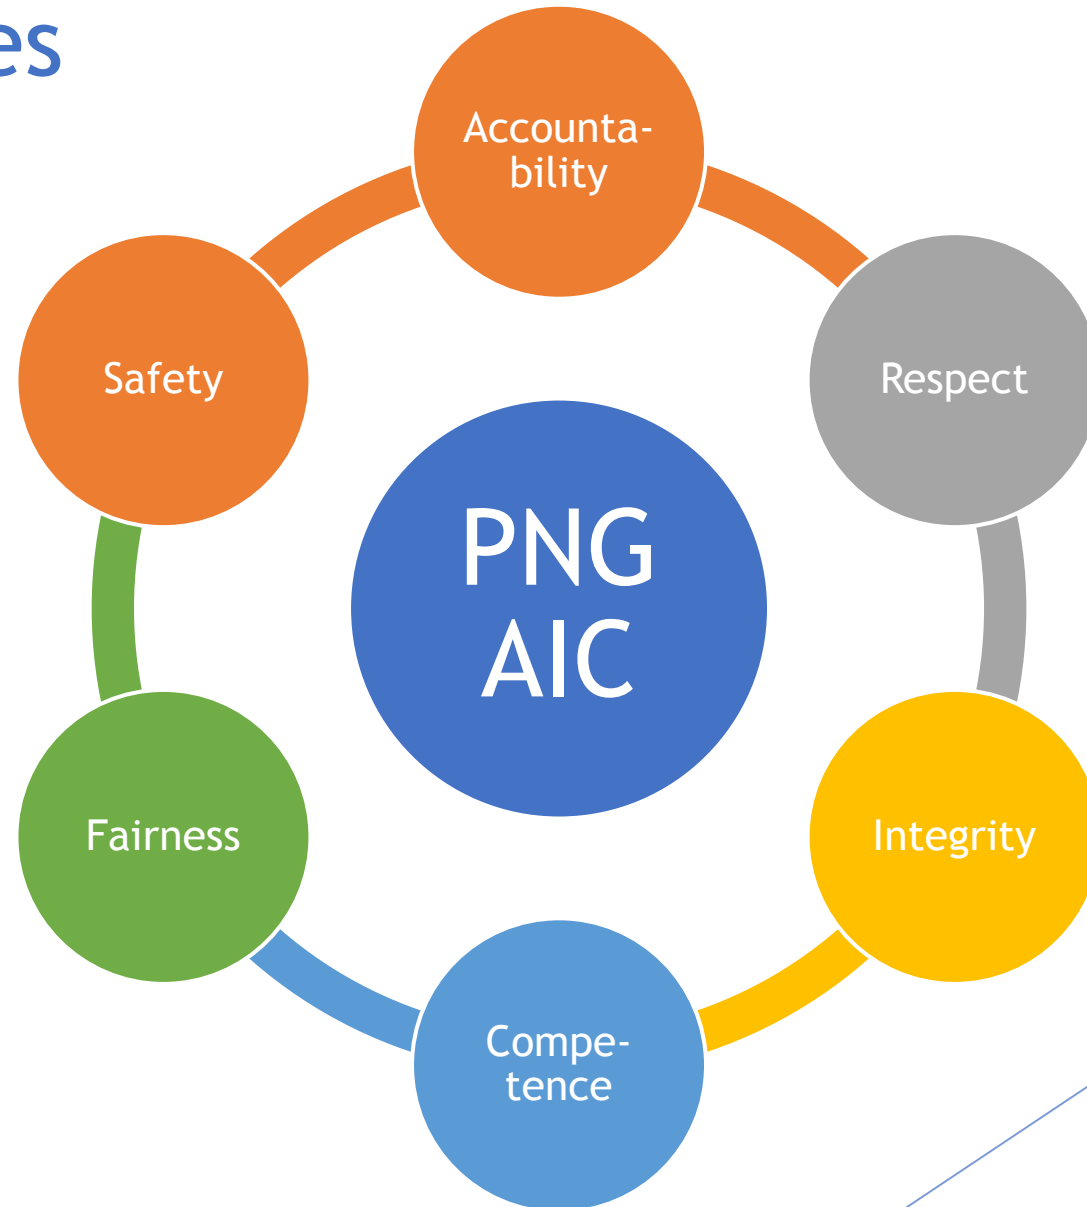 es
Accounta-
bility
Safety
Respect
PNG
AIC
Fairness
Integrity
Compe-
tence